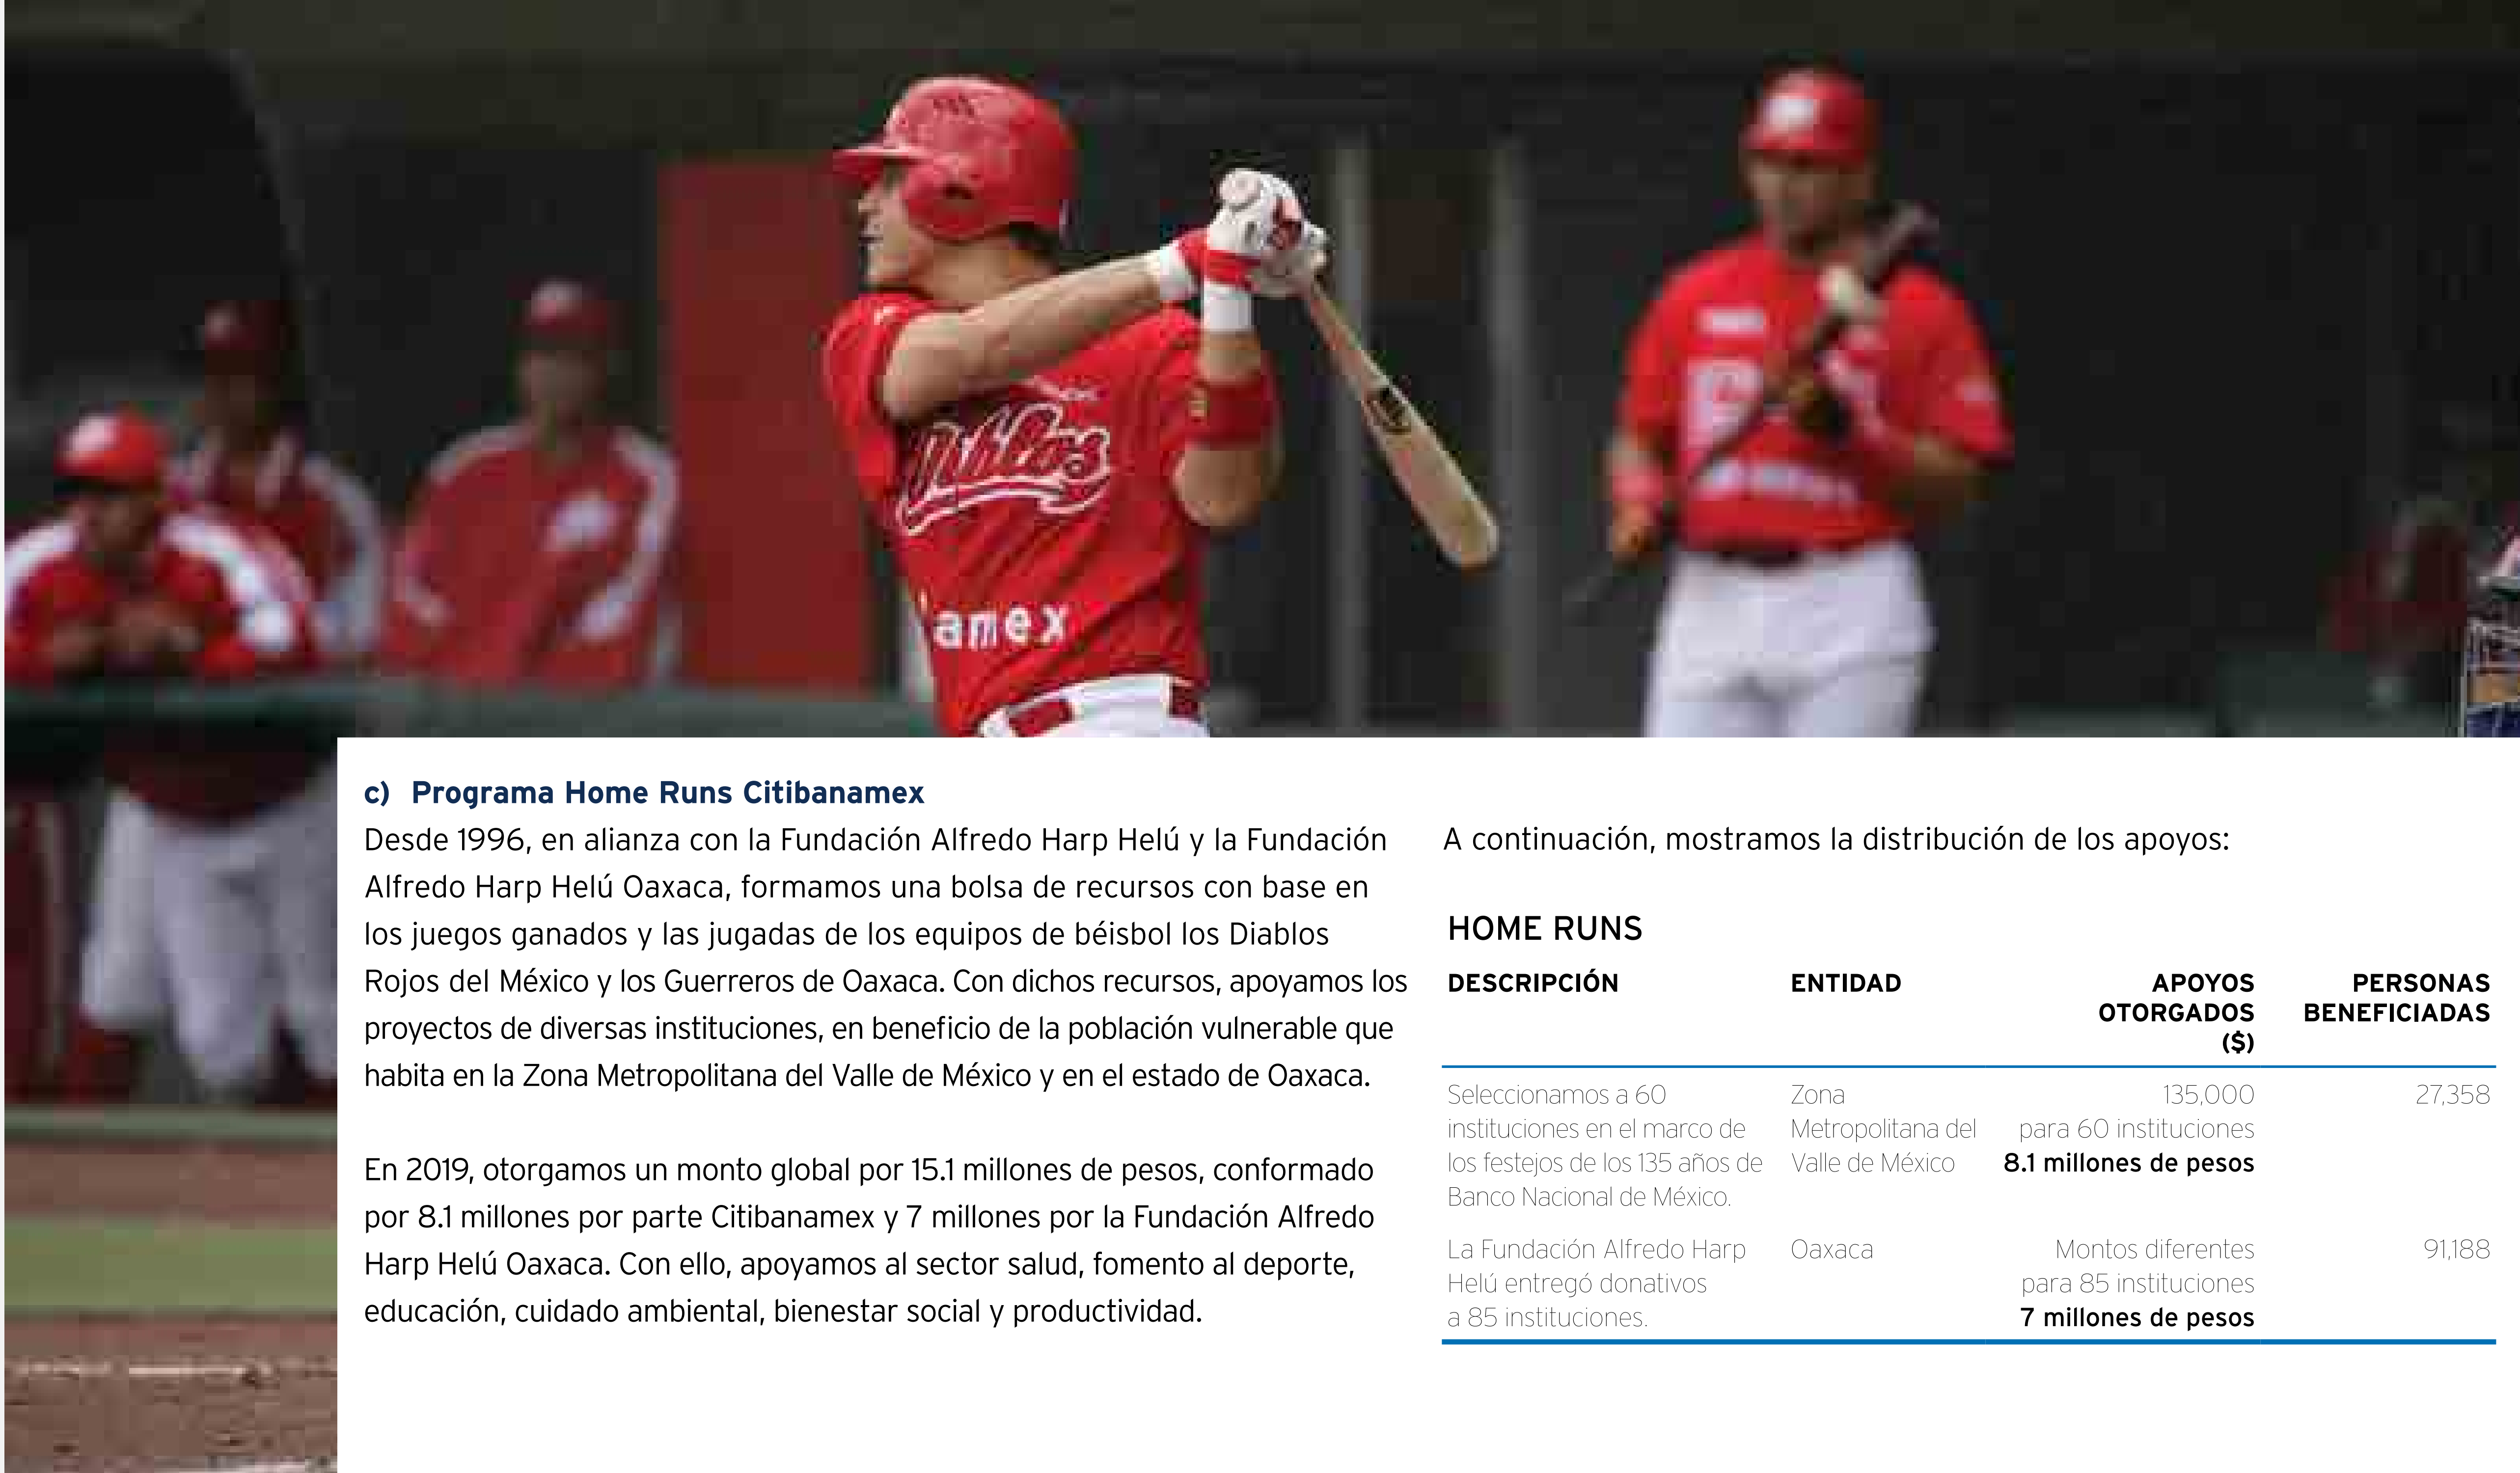 Diablos
amex
c) Programa Home Runs Citibanamex
Desde 1996, en alianza con la Fundación Alfredo Harp Helú y la Fundación
Alfredo Harp Helú Oaxaca, formamos una bolsa de recursos con base en
los juegos ganados y las jugadas de los equipos de béisbol los Diablos
Rojos del México y los Guerreros de Oaxaca. Con dichos recursos, apoyamos los
proyectos de diversas instituciones, en beneficio de la población vulnerable que
habita en la Zona Metropolitana del Valle de México y en el estado de Oaxaca.
En 2019, otorgamos un monto global por 15.1 millones de pesos, conformado
por 8.1 millones por parte Citibanamex y 7 millones por la Fundación Alfredo
Harp Helú Oaxaca. Con ello, apoyamos al sector salud, fomento al deporte,
educación, cuidado ambiental, bienestar social y productividad.
A continuación, mostramos la distribución de los apoyos:
HOME RUNS
DESCRIPCIÓN ENTIDAD APOYOS PERSONAS
OTORGADOS BENEFICIADAS
($)
Seleccionamos a 60 Zona 135,000 27,358
instituciones en el marco de Metropolitana del para 60 instituciones
los festejos de los 135 años de Valle de México 8.1 millones de pesos
Banco Nacional de México.
La Fundación Alfredo Harp Oaxaca Montos diferentes 91,188
Helú entregó donativos para 85 instituciones
a 85 instituciones. 7 millones de pesos